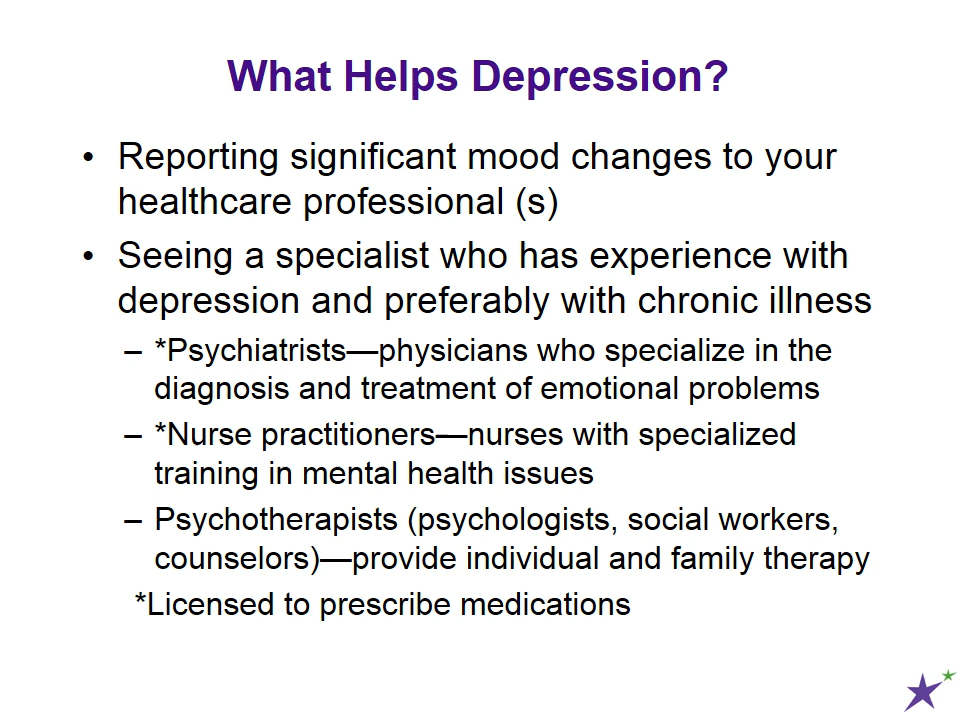 What Helps Depression?
• Reporting significant mood changes to your
healthcare professional (s)
• Seeing a specialist who has experience with
depression and preferably with chronic illness
– *Psychiatrists—physicians who specialize in the
diagnosis and treatment of emotional problems
– *Nurse practitioners—nurses with specialized
training in mental health issues
– Psychotherapists (psychologists, social workers,
counselors)—provide individual and family therapy
*Licensed to prescribe medications